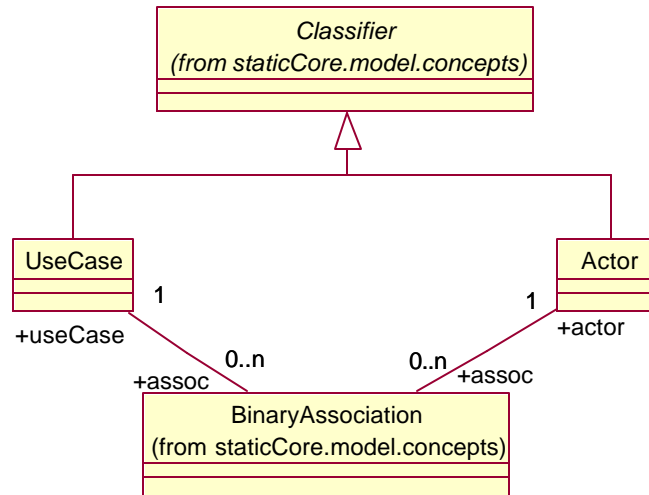 Classifier
(from staticCore.model.concepts)
UseCase
Actor
1
1
+useCase
+actor
0..n
0..n
+assoc
+assoc
BinaryAssociation
(from staticCore.model.concepts)